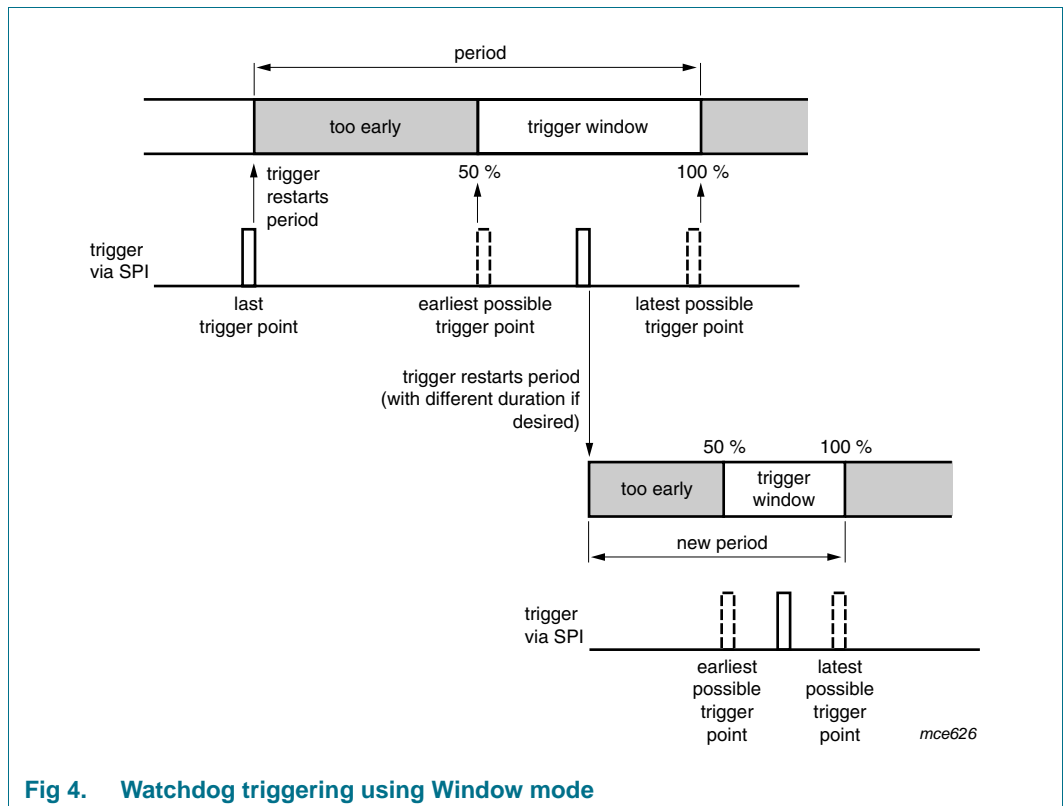 period
too early
trigger window
trigger
restarts
period
50 %
100 %
trigger
via SPI
last
trigger point
earliest possible
trigger point
latest possible
trigger point
trigger restarts period
(with different duration if
desired)
50 %
100 %
too early
trigger
window
new period
trigger
via SPI
earliest
possible
trigger
point
latest
possible
trigger
point
mce626
Fig 4. Watchdog triggering using Window mode